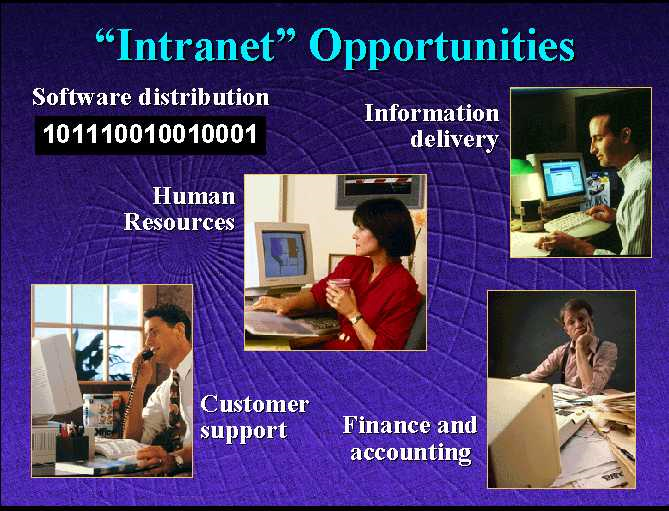 “Intranet” Opportunities
Software distribution
101110010010001
Information
delivery
Human
Resources
Customer
support
Finance and
accounting